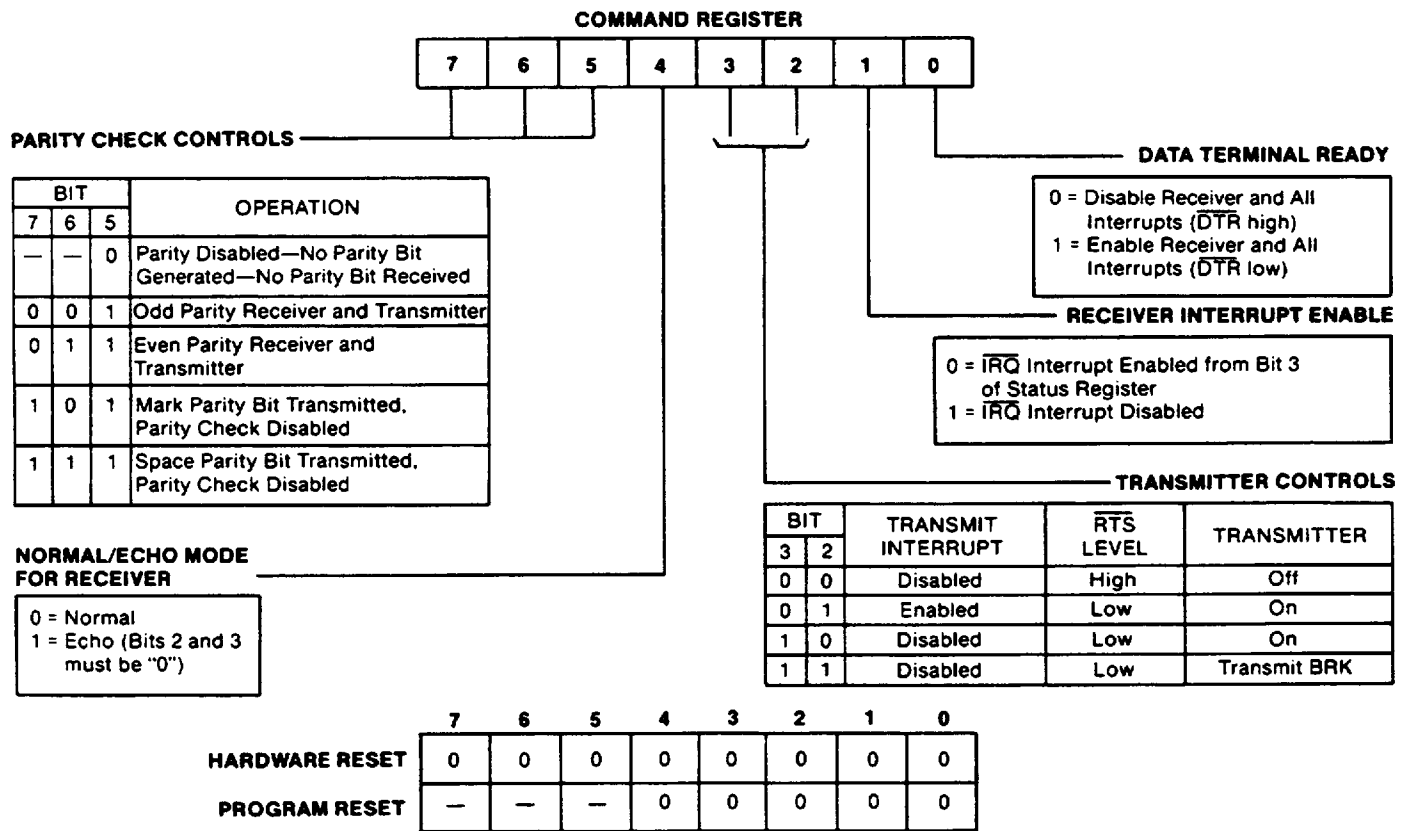 COMMAND REGISTER
7 6 5 4 3 2 1 0
PARITY CHECK CONTROLS
BIT
OPERATION
7 6 5
— — 0 Parity Disabled—No Parity Bit
Generated—No Parity Bit Received
0 0 1 Odd Parity Receiver and Transmitter
0 1 1 Even Parity Receiver and
Transmitter
1 0 1 Mark Parity Bit Transmitted,
Parity Check Disabled
1 1 1 Space Parity Bit Transmitted,
Parity Check Disabled
NORMAL/ECHO MODE
FOR RECEIVER
0 = Normal
1 = Echo (Bits 2 and 3
must be "0")
DATA TERMINAL READY
0 = Disable Receiver and All
Interrupts (D̅T̅R̅ high)
1 = Enable Receiver and All
Interrupts (D̅T̅R̅ low)
RECEIVER INTERRUPT ENABLE
0 = I̅R̅Q̅ Interrupt Enabled from Bit 3
of Status Register
1 = I̅R̅Q̅ Interrupt Disabled
TRANSMITTER CONTROLS
BIT
3 2
TRANSMIT
INTERRUPT
R̅T̅S̅
LEVEL
TRANSMITTER
0 0 Disabled High Off
0 1 Enabled Low On
1 0 Disabled Low On
1 1 Disabled Low Transmit BRK
7 6 5 4 3 2 1 0
HARDWARE RESET 0 0 0 0 0 0 0 0
PROGRAM RESET — — — 0 0 0 0 0